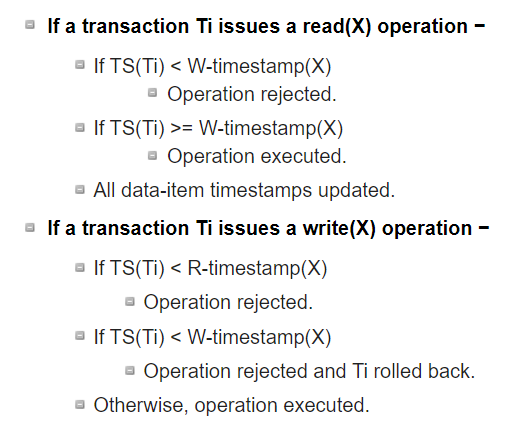 If a transaction Ti issues a read(X) operation −
If TS(Ti) < W-timestamp(X)
Operation rejected.
If TS(Ti) >= W-timestamp(X)
Operation executed.
All data-item timestamps updated.
If a transaction Ti issues a write(X) operation −
If TS(Ti) < R-timestamp(X)
Operation rejected.
If TS(Ti) < W-timestamp(X)
Operation rejected and Ti rolled back.
Otherwise, operation executed.